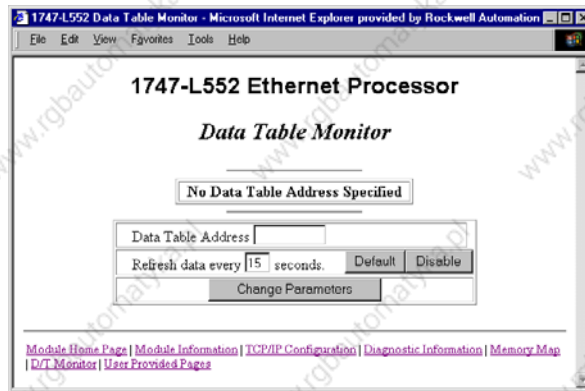 1747-L552 Data Table Monitor - Microsoft Internet Explorer provided by Rockwell Automation
File Edit View Favorites Tools Help
1747-L552 Ethernet Processor
Data Table Monitor
No Data Table Address Specified
Data Table Address
Refresh data every 15 seconds. Default Disable
Change Parameters
Module Home Page | Module Information | TCP/IP Configuration | Diagnostic Information | Memory Map
| D/T Monitor | User Provided Pages
www.rgbautomatyka.pl